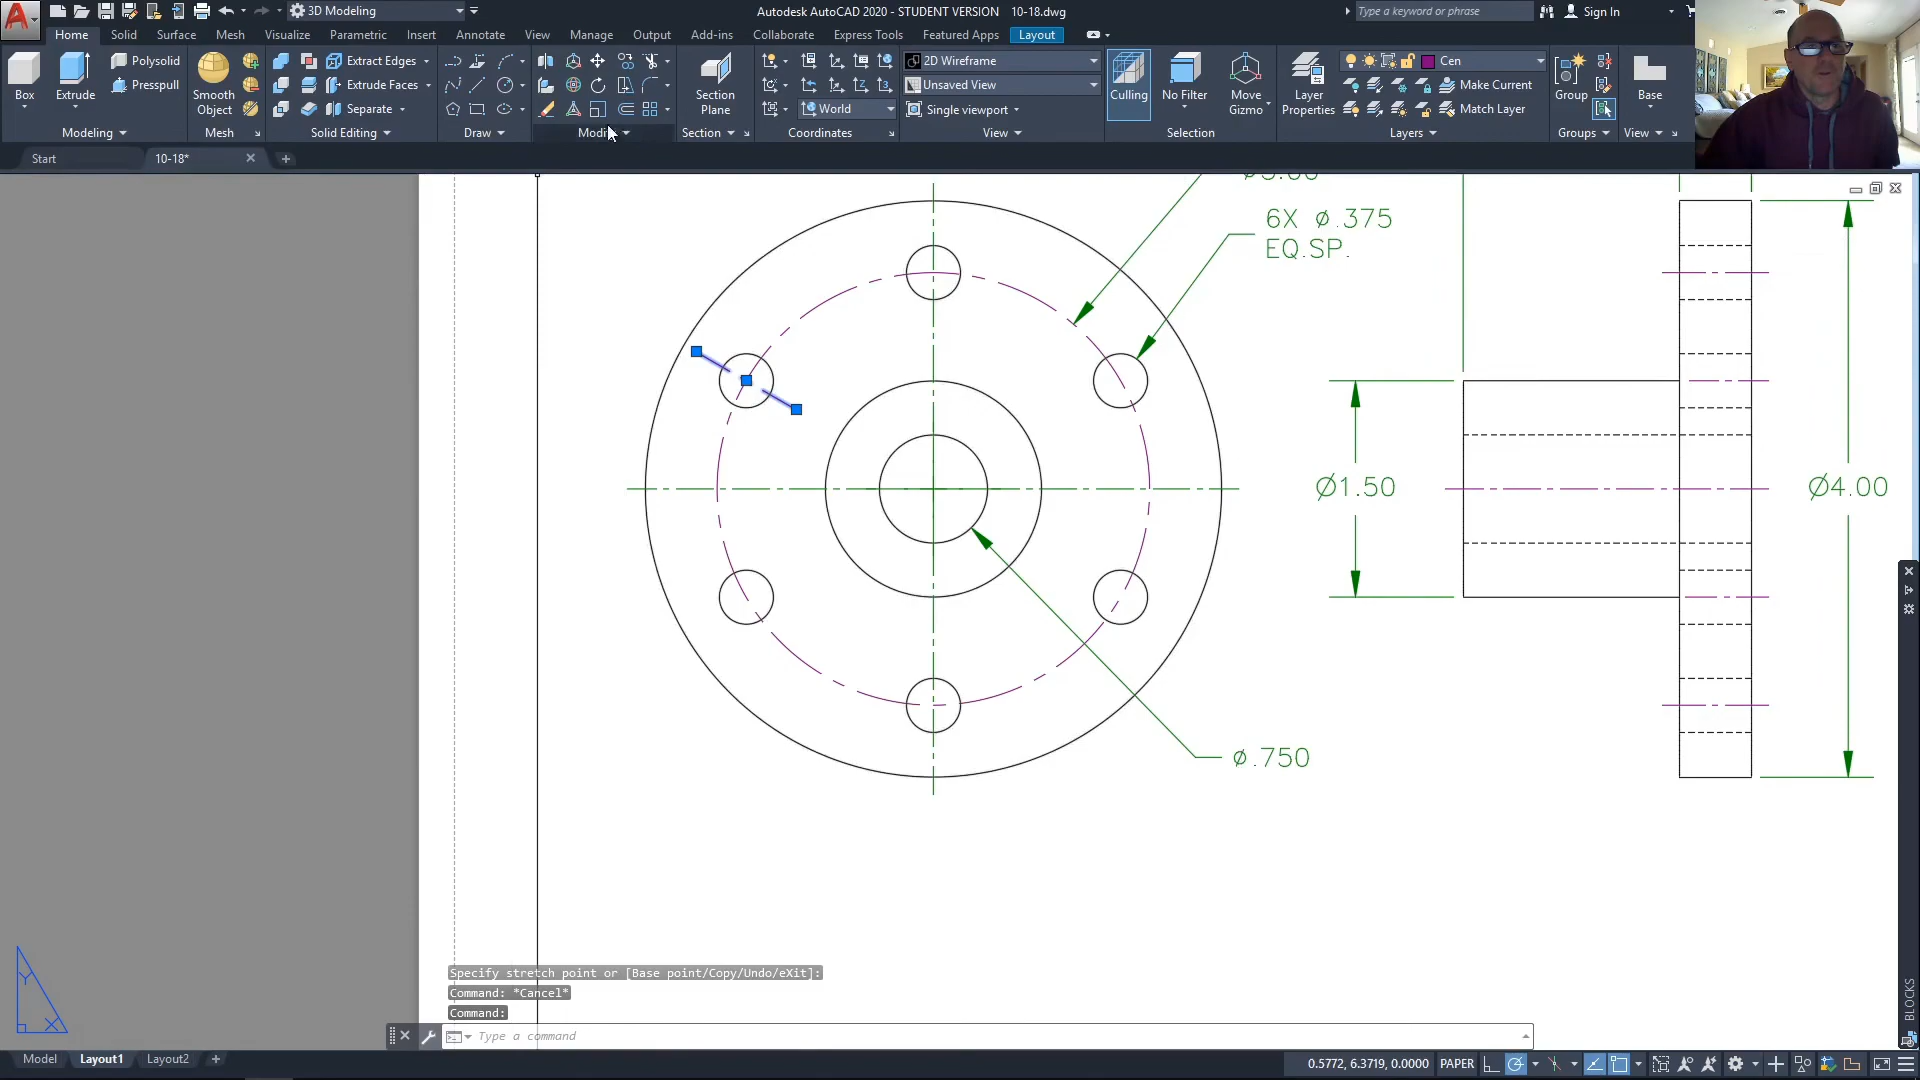 3D Modeling
Autodesk AutoCAD 2020 - STUDENT VERSION 10-18.dwg
Type a keyword or phrase
Sign In
Home Solid Surface Mesh Visualize Parametric Insert Annotate View Manage Output Add-ins Collaborate Express Tools Featured Apps Layout
Box
Extrude
Polysolid
Presspull
Modeling
Smooth
Object
Mesh
Extract Edges
Extrude Faces
Separate
Solid Editing
Draw
Modify
Section
Plane
Section
World
Coordinates
2D Wireframe
Unsaved View
Single viewport
View
Culling
No Filter
Move
Gizmo
Selection
Layer
Properties
Cen
Make Current
Match Layer
Layers
Group
Groups
Base
View
Start
10-18*
6X ⌀.375
EQ.SP.
⌀1.50
⌀4.00
⌀.750
Y
X
Specify stretch point or [Base point/Copy/Undo/eXit]:
Command: *Cancel*
Command:
Type a command
BLOCKS
Model Layout1 Layout2
0.5772, 6.3719, 0.0000 PAPER